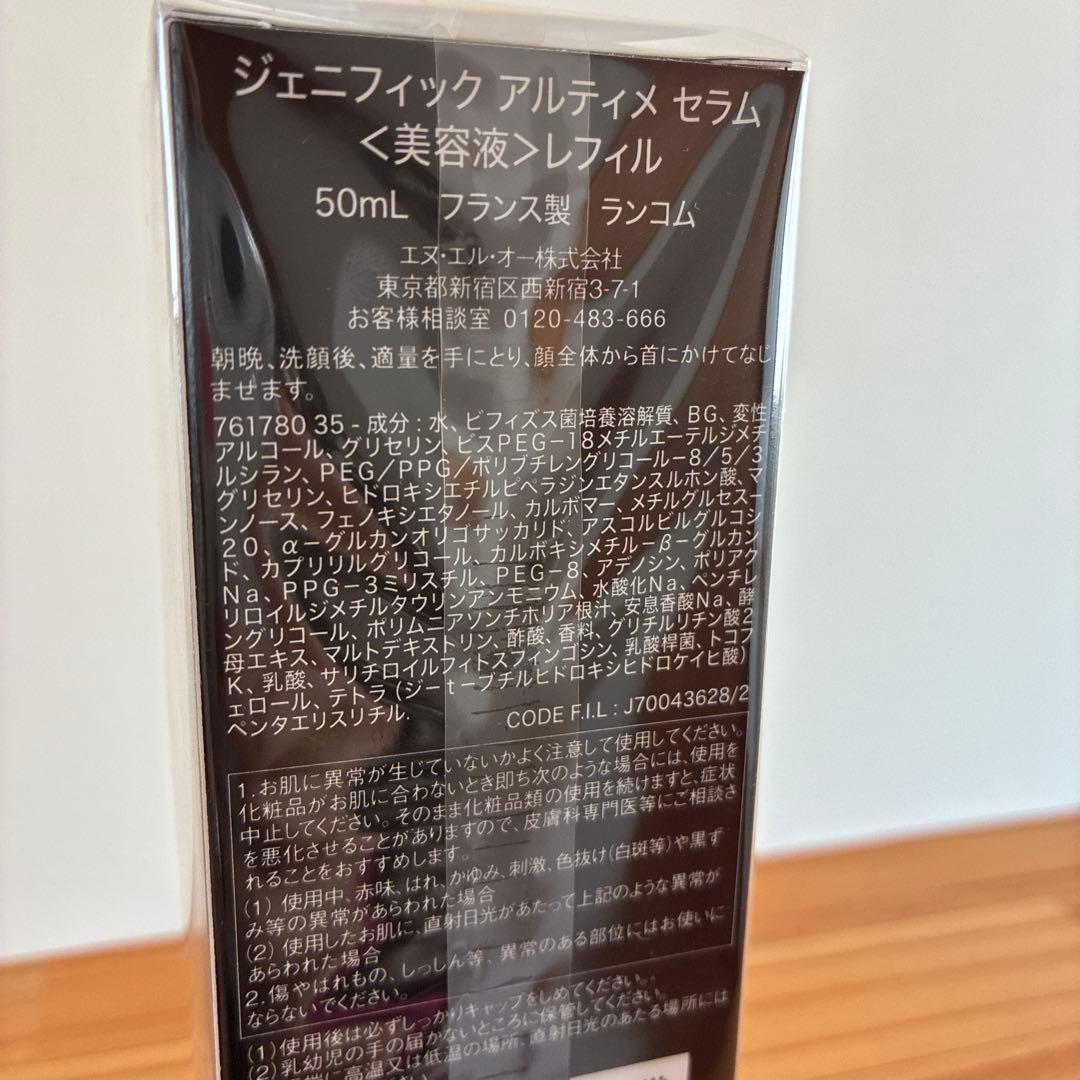 ジェニフィック アルティメ セラム
<美容液>レフィル
50mL フランス製 ランコム
エヌ・エル・オー株式会社
東京都新宿区西新宿3-7-1
お客様相談室 0120-483-666
朝晩、洗顔後、適量を手にとり、顔全体から首にかけてなじ
ませます。
761780 35 - 成分 : 水、ビフィズス菌培養溶解質、BG、変性
アルコール、グリセリン、ビスPEG-18メチルエーテルジメチ
ルシラン、PEG/PPG/ポリブチレングリコール-8/5/3
グリセリン、ヒドロキシエチルピペラジンエタンスルホン酸、マ
ンノース、フェノキシエタノール、カルボマー、メチルグルセス-
20、α-グルカンオリゴサッカリド、アスコルビルグルコシ
ド、カプリリルグリコール、カルボキシメチル-β-グルカン
Na、PPG-3ミリスチル、PEG-8、アデノシン、ポリアク
リロイルジメチルタウリンアンモニウム、水酸化Na、ペンチレ
ングリコール、ポリムニアソンチホリア根汁、安息香酸Na、酵
母エキス、マルトデキストリン、酢酸、香料、グリチルリチン酸2
K、乳酸、サリチロイルフィトスフィンゴシン、乳酸桿菌、トコフ
ェロール、テトラ(ジ-t-ブチルヒドロキシヒドロケイヒ酸)
ペンタエリスリチル.
CODE F.I.L : J70043628/2
1. お肌に異常が生じていないかよく注意して使用してください。
化粧品がお肌に合わないとき即ち次のような場合には、使用を
中止してください。そのまま化粧品類の使用を続けますと、症状
を悪化させることがありますので、皮膚科専門医等にご相談さ
れることをおすすめします。
(1) 使用中、赤味、はれ、かゆみ、刺激、色抜け(白斑等)や黒ず
み等の異常があらわれた場合
(2) 使用したお肌に、直射日光があたって上記のような異常が
あらわれた場合
2. 傷やはれもの、しっしん等、異常のある部位にはお使いに
ならないでください。
(1)使用後は必ずしっかりキャップをしめてください。
(2)乳幼児の手の届かないところに保管してください。
に高温又は低温の場所、直射日光のあたる場所には